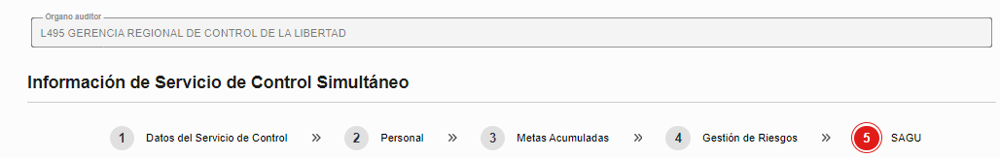 Organo auditor
L495 GERENCIA REGIONAL DE CONTROL DE LA LIBERTAD
Información de Servicio de Control Simultáneo
1 Datos del Servicio de Control » 2 Personal » 3 Metas Acumuladas » 4 Gestión de Riesgos » 5 SAGU